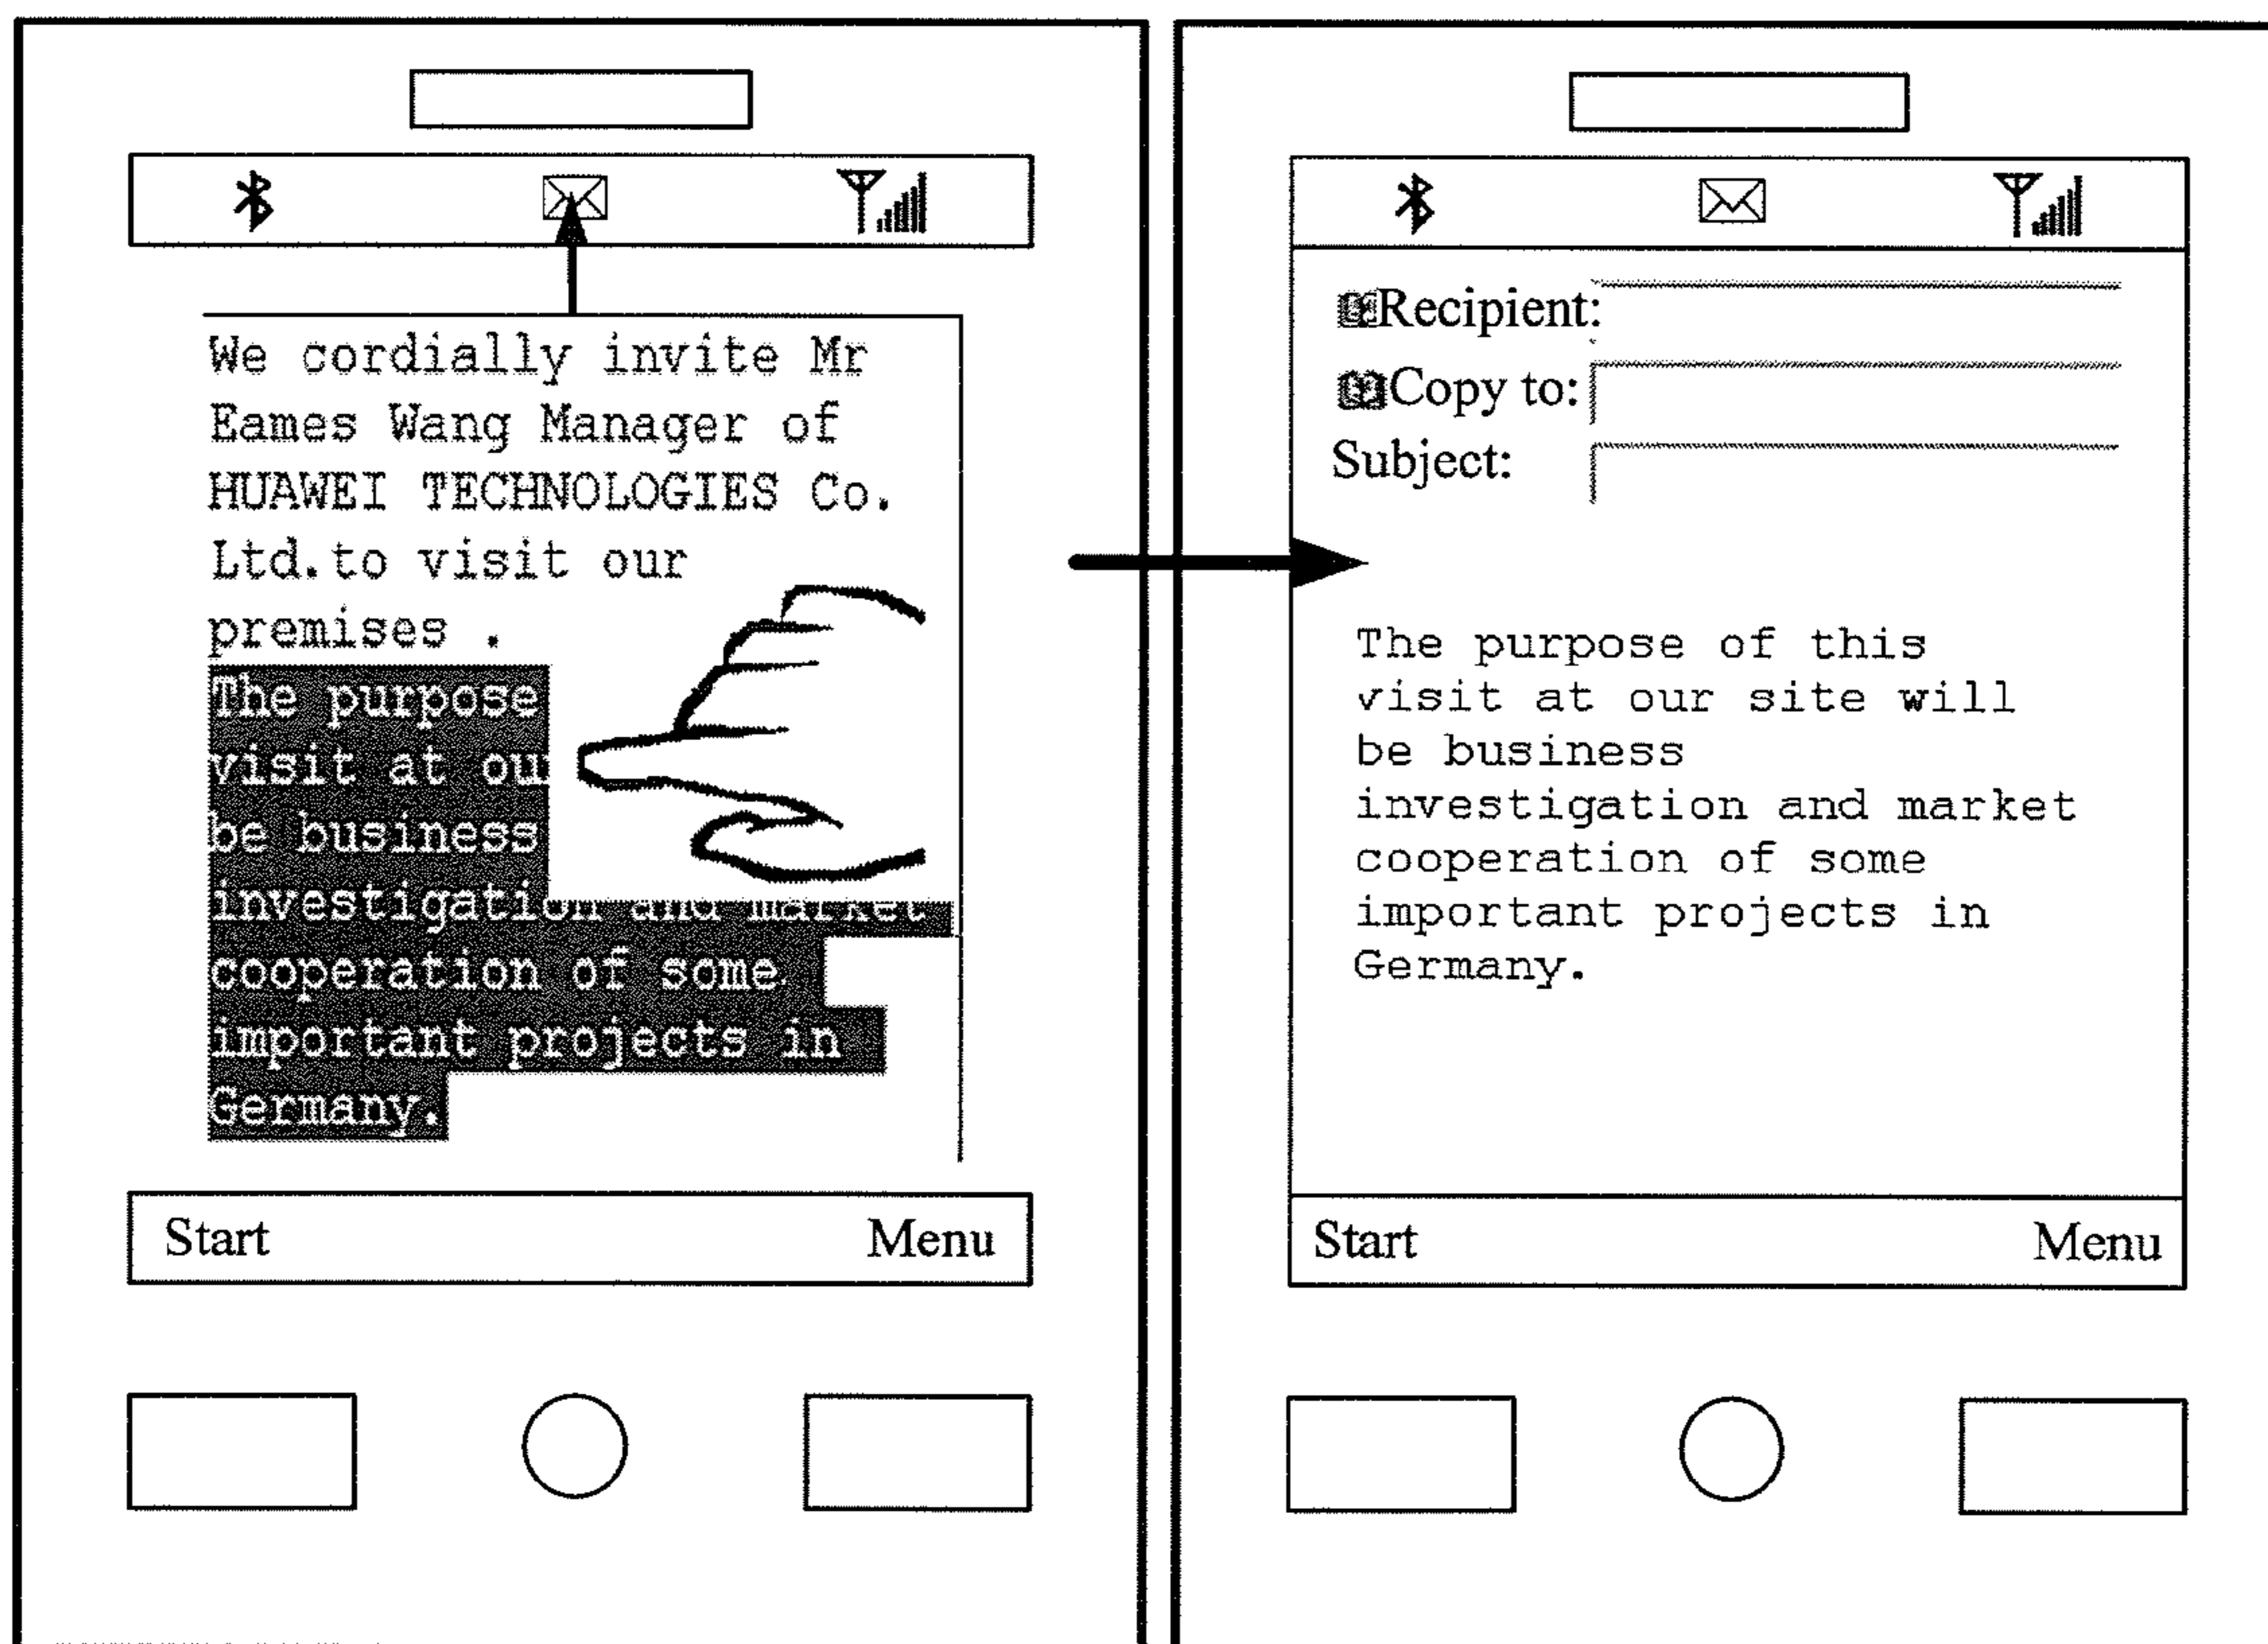 We cordially invite Mr
Eames Wang Manager of
HUAWEI TECHNOLOGIES Co.
Ltd.to visit our
premises .
The purpose
visit at ou
be business
investigation and market
cooperation of some
important projects in
Germany.
Start Menu
Recipient:
Copy to:
Subject:
The purpose of this
visit at our site will
be business
investigation and market
cooperation of some
important projects in
Germany.
Start Menu